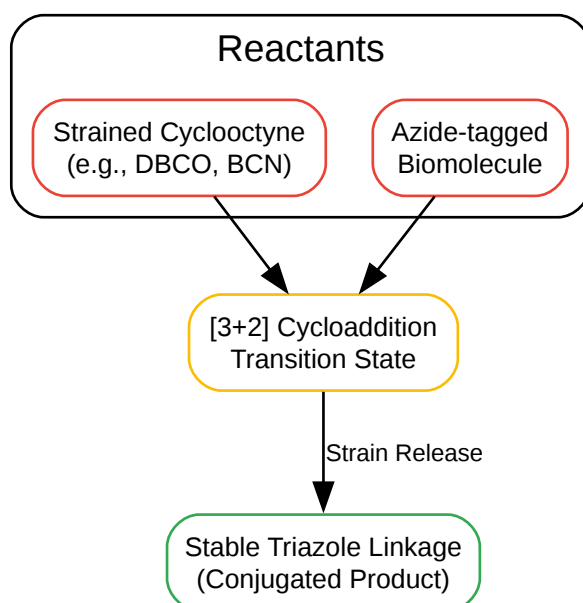 Reactants
Strained Cyclooctyne
(e.g., DBCO, BCN)
Azide-tagged
Biomolecule
[3+2] Cycloaddition
Transition State
Strain Release
Stable Triazole Linkage
(Conjugated Product)